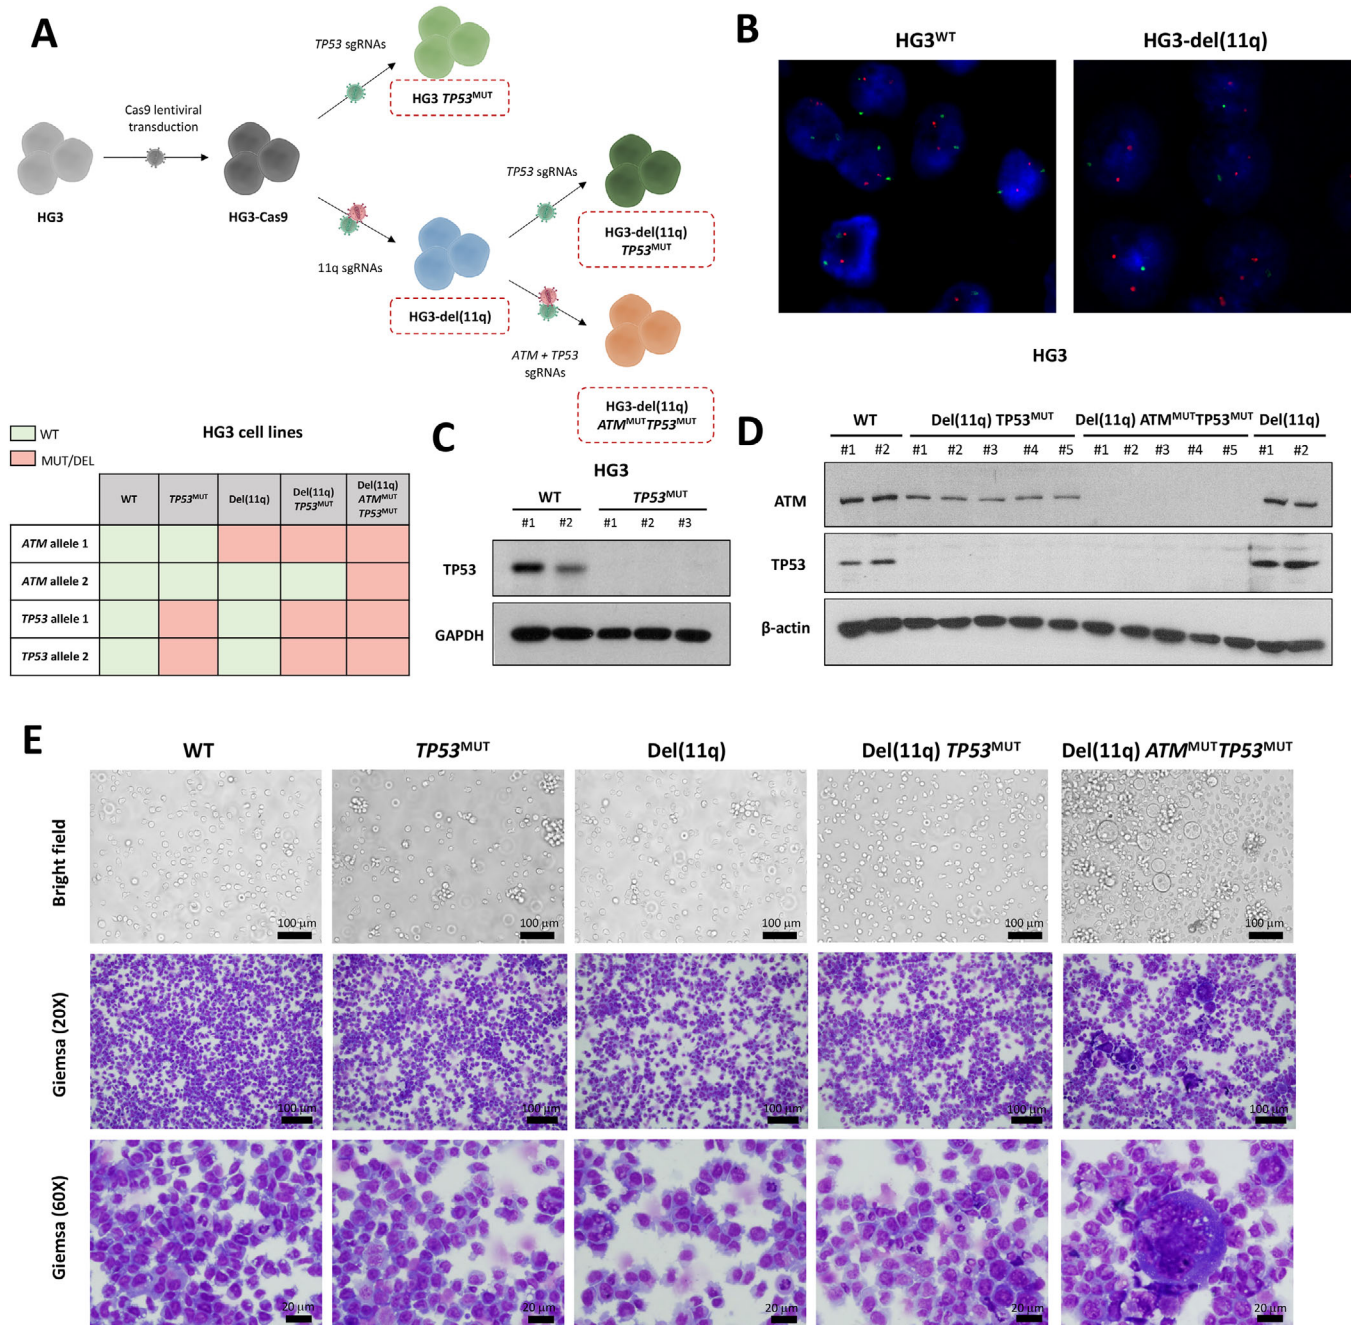 A
TP53 sgRNAs
HG3 TP53ᴹᵁᵀ
Cas9 lentiviral
transduction
HG3
HG3-Cas9
TP53 sgRNAs
HG3-del(11q)
TP53ᴹᵁᵀ
11q sgRNAs
HG3-del(11q)
ATM + TP53
sgRNAs
HG3-del(11q)
ATMᴹᵁᵀTP53ᴹᵁᵀ
WT
MUT/DEL
HG3 cell lines
WT
TP53ᴹᵁᵀ
Del(11q)
Del(11q)
TP53ᴹᵁᵀ
Del(11q)
ATMᴹᵁᵀ
TP53ᴹᵁᵀ
ATM allele 1
ATM allele 2
TP53 allele 1
TP53 allele 2
B
HG3ᵂᵀ
HG3-del(11q)
C
HG3
WT TP53ᴹᵁᵀ
#1 #2 #1 #2 #3
TP53
GAPDH
HG3
D
WT Del(11q) TP53ᴹᵁᵀ Del(11q) ATMᴹᵁᵀTP53ᴹᵁᵀ Del(11q)
#1 #2 #1 #2 #3 #4 #5 #1 #2 #3 #4 #5 #1 #2
ATM
TP53
β-actin
E
WT TP53ᴹᵁᵀ Del(11q) Del(11q) TP53ᴹᵁᵀ Del(11q) ATMᴹᵁᵀTP53ᴹᵁᵀ
Bright field
100 µm 100 µm 100 µm 100 µm 100 µm
Giemsa (20X)
100 µm 100 µm 100 µm 100 µm 100 µm
Giemsa (60X)
20 µm 20 µm 20 µm 20 µm 20 µm